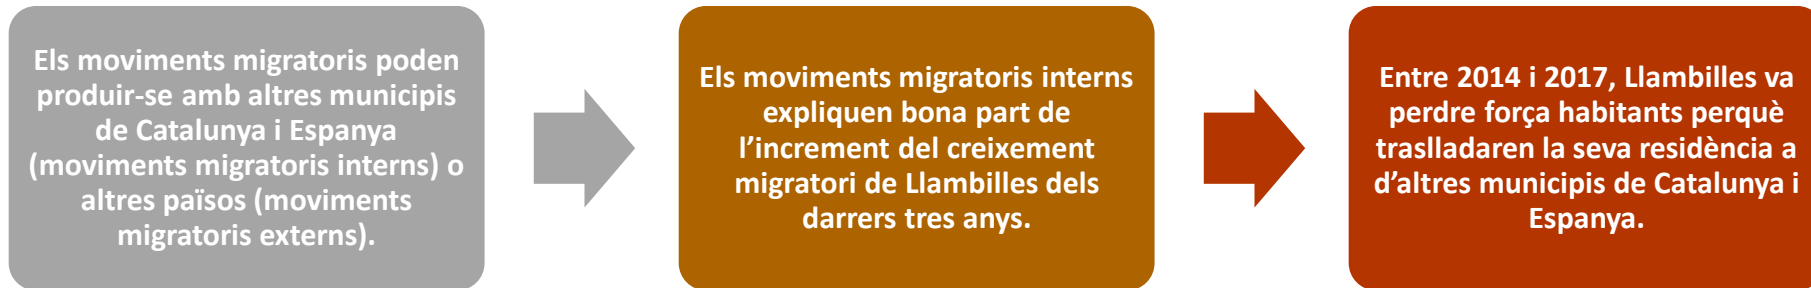 Els moviments migratoris poden
produir-se amb altres municipis
de Catalunya i Espanya
(moviments migratoris interns) o
altres països (moviments
migratoris externs).
Els moviments migratoris interns
expliquen bona part de
l’increment del creixement
migratori de Llambilles dels
darrers tres anys.
Entre 2014 i 2017, Llambilles va
perdre força habitants perquè
traslladaren la seva residència a
d’altres municipis de Catalunya i
Espanya.